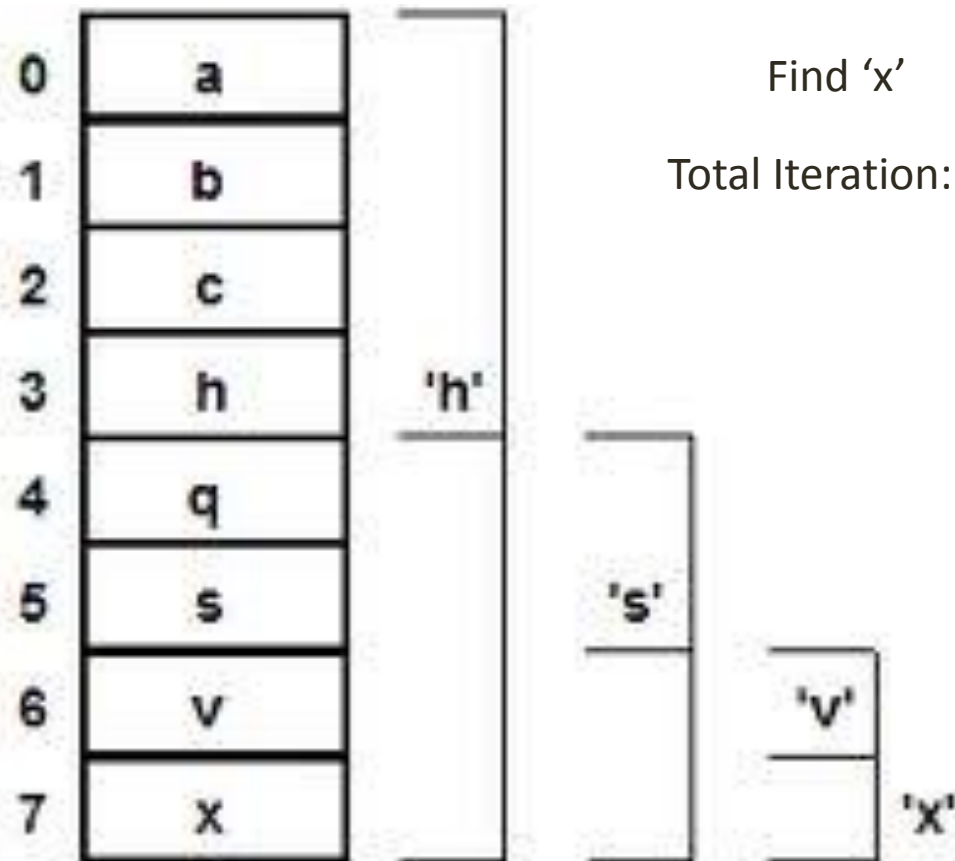 Find ‘x’
Total Iteration:
0 a
1 b
2 c
3 h 'h'
4 q
5 s 's'
6 v 'v'
7 x 'x'